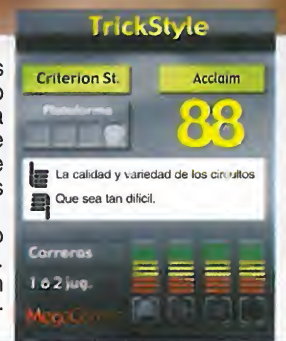 TrickStyle
Criterion St. Acclaim
Plataforma
88
La calidad y variedad de los circuitos
Que sea tan difícil.
Carreras
1 ó 2 jug.